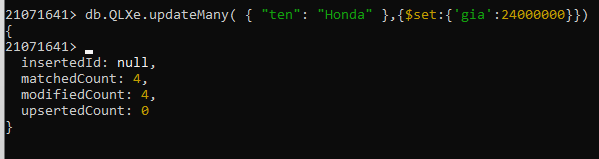 21071641> db.QLXe.updateMany( { "ten": "Honda" },{$set:{'gia':24000000}})
{
21071641> _
insertedId: null,
matchedCount: 4,
modifiedCount: 4,
upsertedCount: 0
}